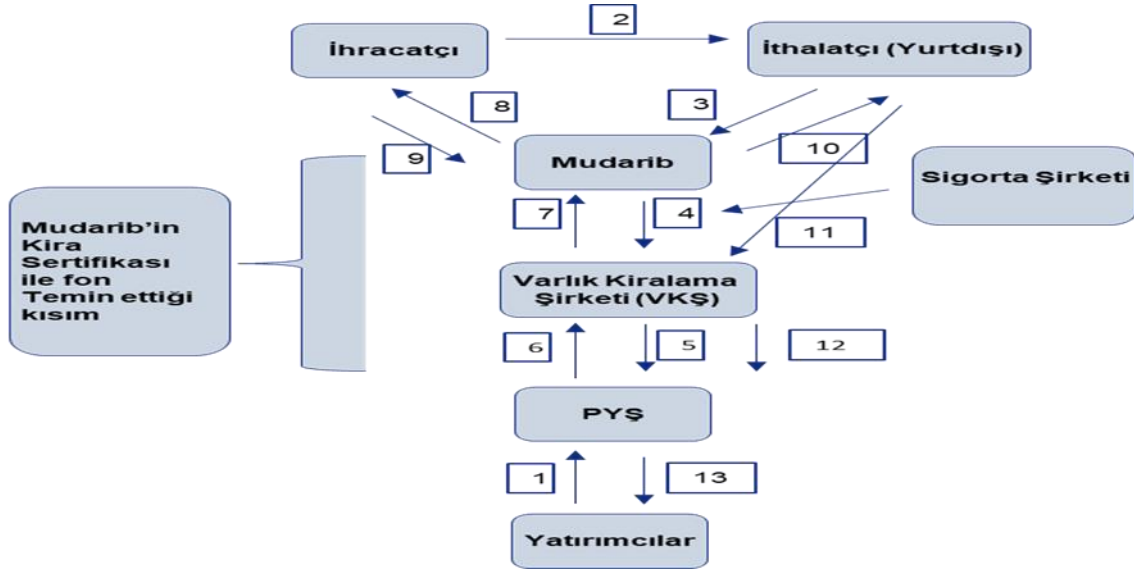 2
İhracatçı
İthalatçı (Yurtdışı)
8
3
9
Mudarib
10
Sigorta Şirketi
Mudarib’in
Kira
Sertifikası
ile fon
Temin ettiği
kısım
7
4
11
Varlık Kiralama
Şirketi (VKŞ)
6
5
12
PYŞ
1
13
Yatırımcılar